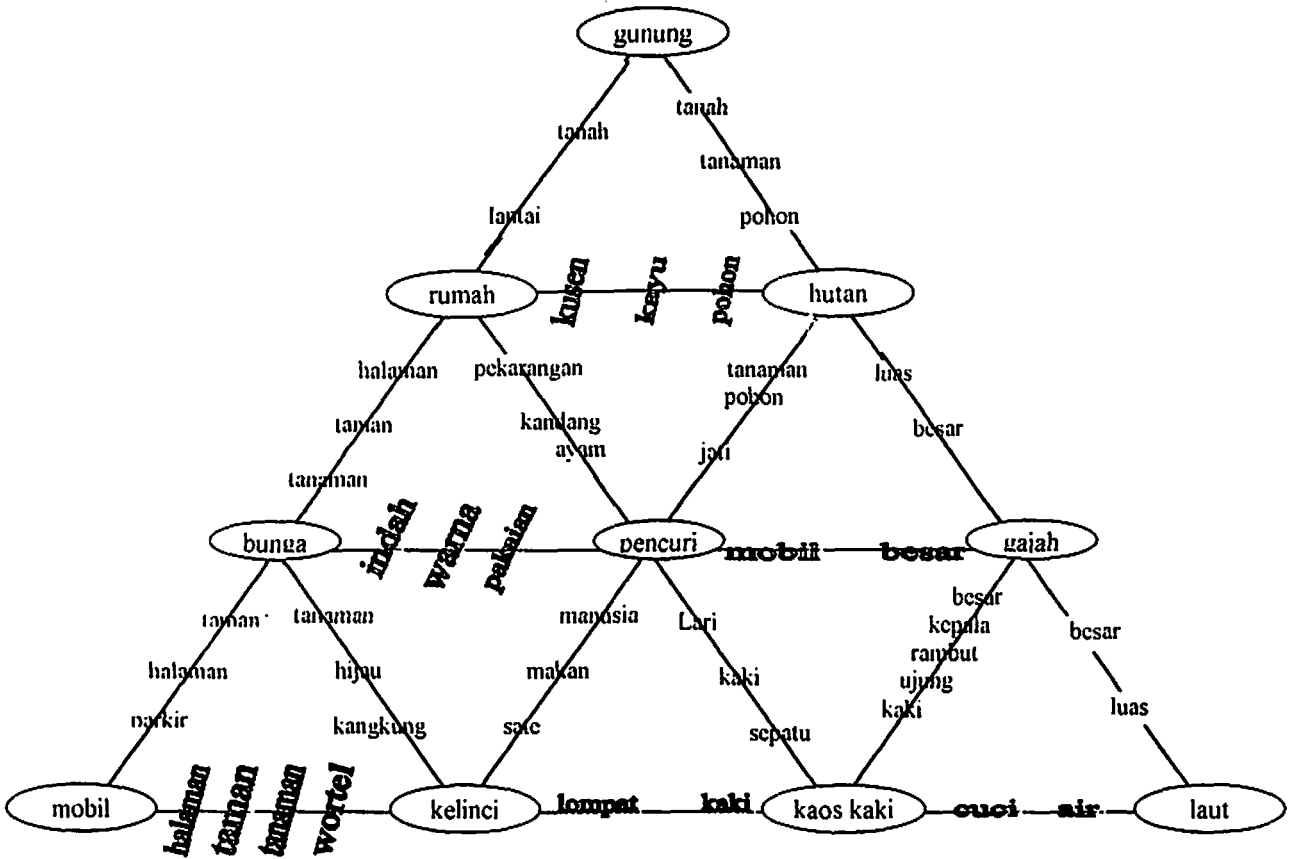 gunung
tanah
tanah
tanaman
lantai
pohon
rumah
kusen
kayu
pohon
hutan
halaman
pekarangan
tanaman
pohon
luas
taman
kandang
ayam
jati
besar
tanaman
bunga
indah
warna
pakaian
pencuri
mobil
besar
gajah
taman
tanaman
manusia
Lari
besar
kepala
rambut
ujung
kaki
besar
halaman
hijau
makan
kaki
luas
parkir
kangkung
sate
sepatu
mobil
halaman
taman
tanaman
wortel
kelinci
lompat
kaki
kaos kaki
cuci
air
laut